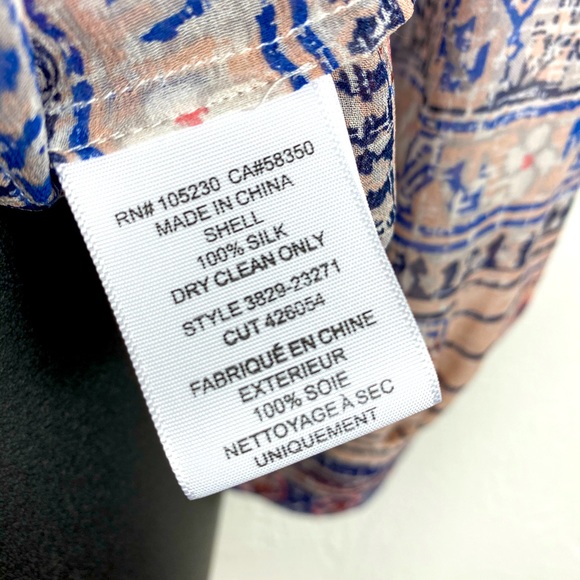 RN# 105230 CA#58350
MADE IN CHINA
SHELL
100% SILK
DRY CLEAN ONLY
STYLE 3829-23271
CUT 426054
FABRIQUÉ EN CHINE
EXTERIEUR
100% SOIE
NETTOYAGE À SEC
UNIQUEMENT